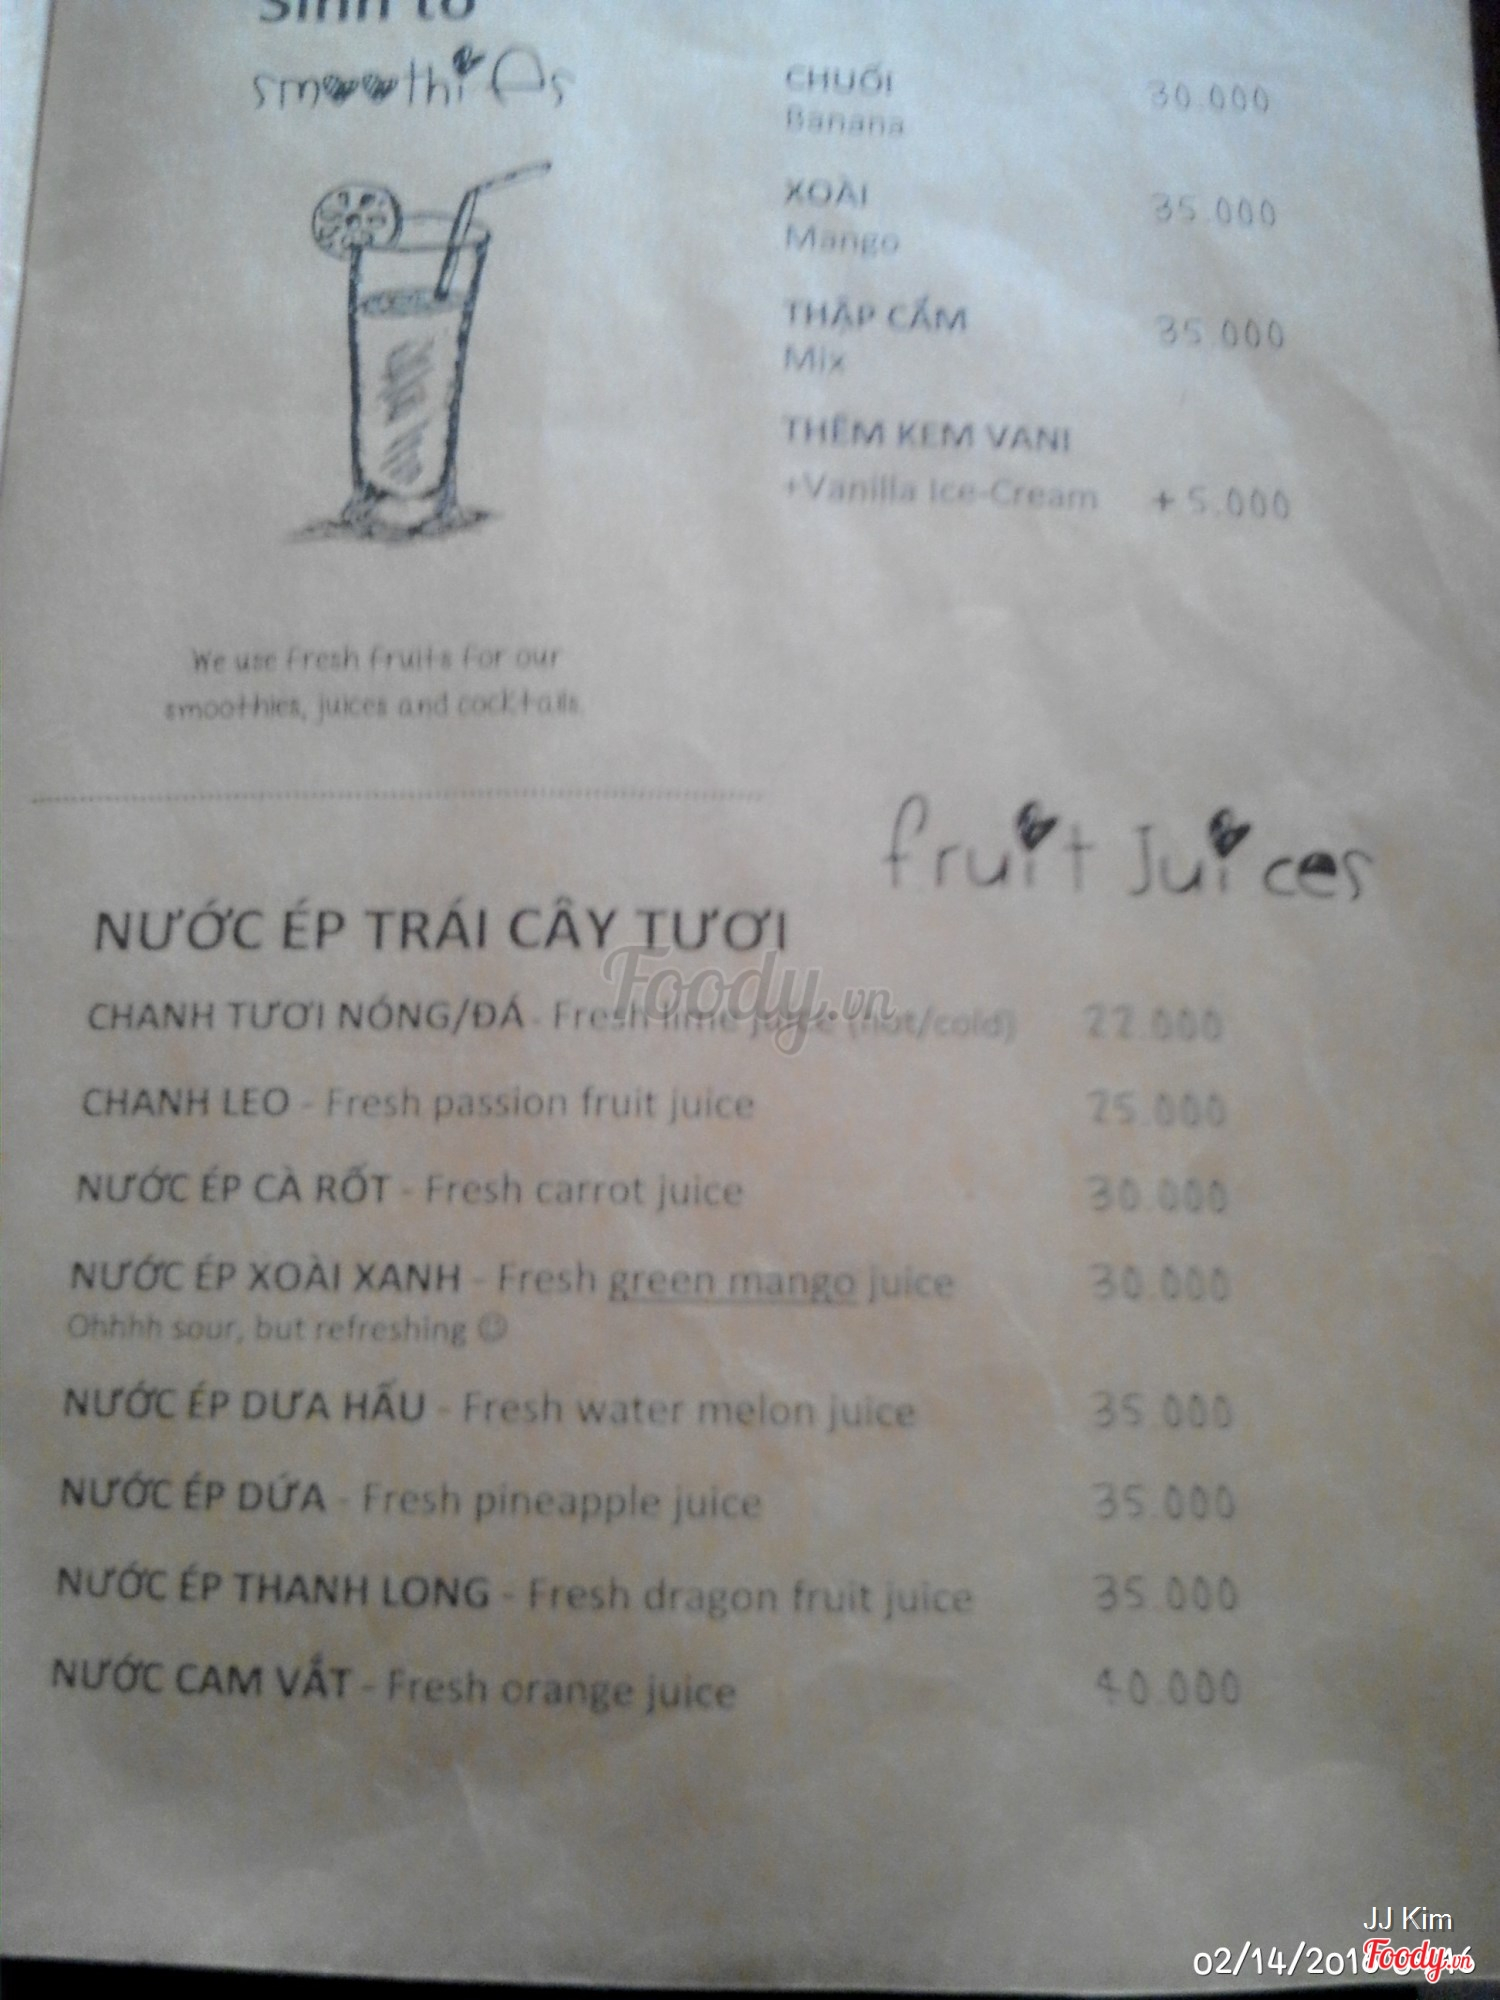 Sinh tố
smoothies
CHUỐI 30.000
Banana
XOÀI 35.000
Mango
THẬP CẨM 35.000
Mix
THÊM KEM VANI
+Vanilla Ice-Cream + 5.000
We use fresh fruits for our
smoothies, juices and cocktails.
fruit juices
NƯỚC ÉP TRÁI CÂY TƯƠI
Foody.vn
CHANH TƯƠI NÓNG/ĐÁ - Fresh lime juice (hot/cold) 22.000
CHANH LEO - Fresh passion fruit juice 25.000
NƯỚC ÉP CÀ RỐT - Fresh carrot juice 30.000
NƯỚC ÉP XOÀI XANH - Fresh green mango juice 30.000
Ohhhh sour, but refreshing ☺
NƯỚC ÉP DƯA HẤU - Fresh water melon juice 35.000
NƯỚC ÉP DỨA - Fresh pineapple juice 35.000
NƯỚC ÉP THANH LONG - Fresh dragon fruit juice 35.000
NƯỚC CAM VẮT - Fresh orange juice 40.000
JJ Kim
Foody.vn